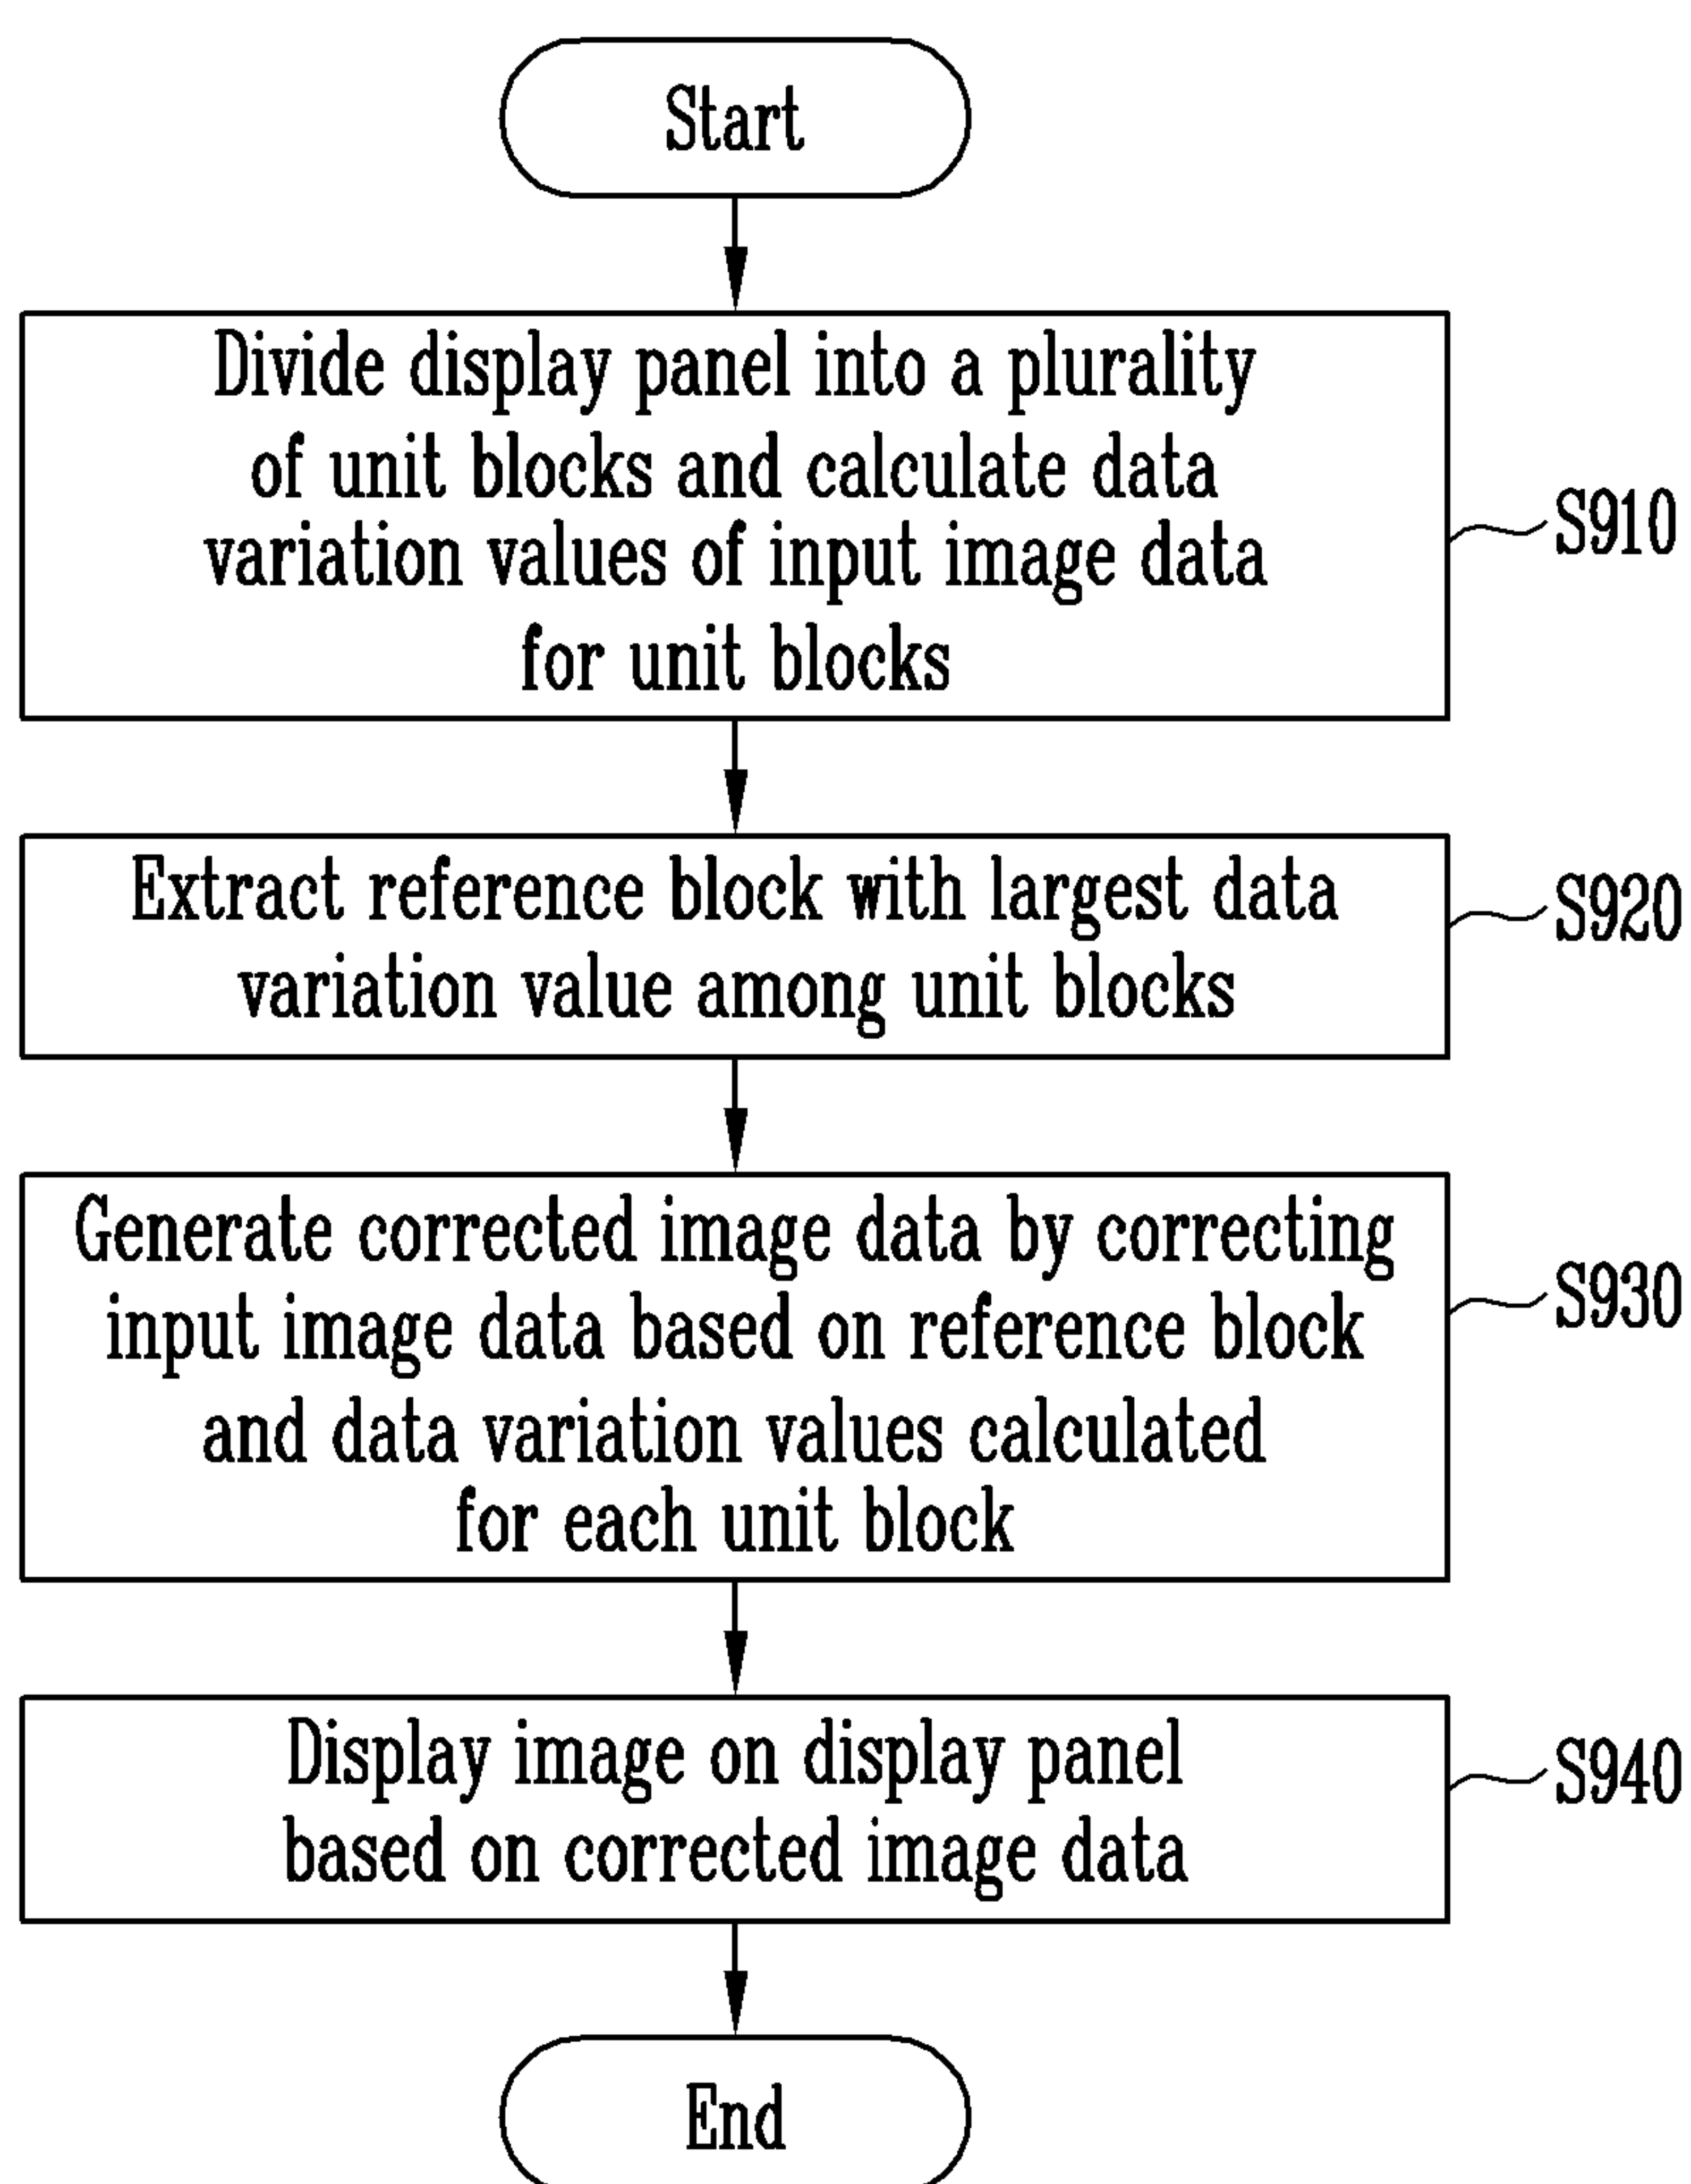 Start
Divide display panel into a plurality
of unit blocks and calculate data
variation values of input image data
for unit blocks
S910
Extract reference block with largest data
variation value among unit blocks
S920
Generate corrected image data by correcting
input image data based on reference block
and data variation values calculated
for each unit block
S930
Display image on display panel
based on corrected image data
S940
End